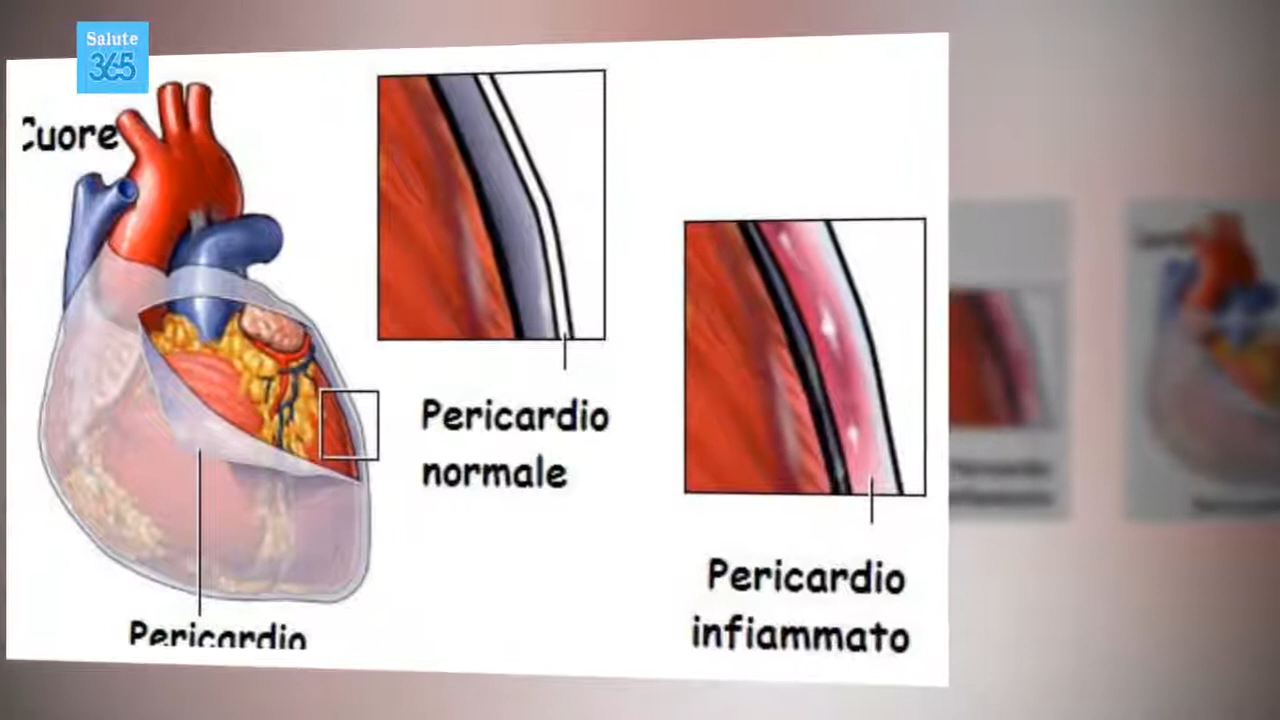 Salute
365
Cuore
Pericardio
normale
Pericardio
infiammato
Pericardio